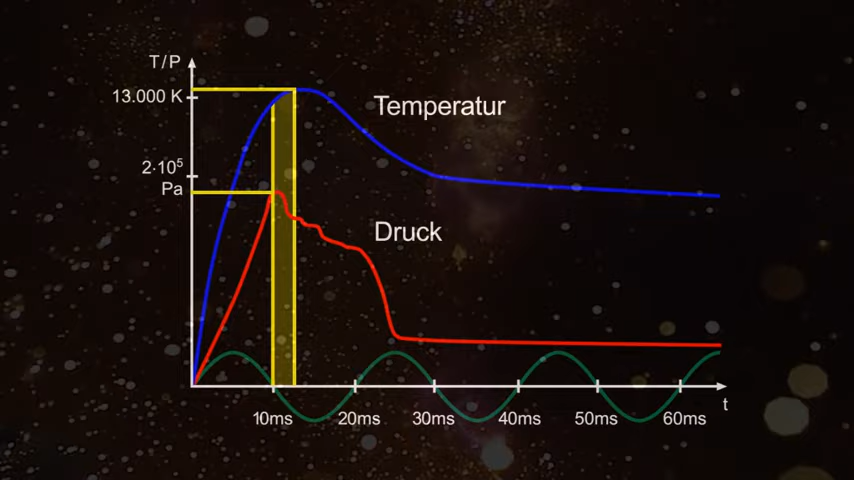 T/P
13.000 K
Temperatur
2·10⁵
Pa
Druck
t
10ms
20ms
30ms
40ms
50ms
60ms